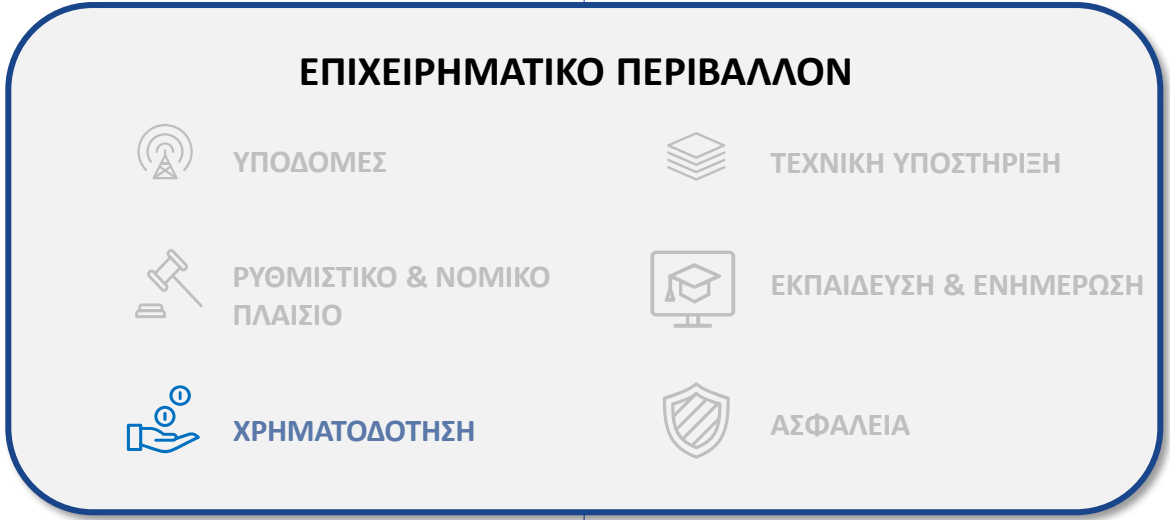 ΕΠΙΧΕΙΡΗΜΑΤΙΚΟ ΠΕΡΙΒΑΛΛΟΝ
ΥΠΟΔΟΜΕΣ
ΤΕΧΝΙΚΗ ΥΠΟΣΤΗΡΙΞΗ
ΡΥΘΜΙΣΤΙΚΟ & ΝΟΜΙΚΟ
ΠΛΑΙΣΙΟ
ΕΚΠΑΙΔΕΥΣΗ & ΕΝΗΜΕΡΩΣΗ
ΧΡΗΜΑΤΟΔΟΤΗΣΗ
ΑΣΦΑΛΕΙΑ